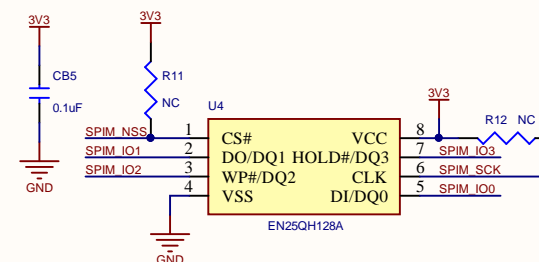 3V3
3V3
3V3
CB5
0.1uF
GND
R11
NC
U4
R12 NC
SPIM_NSS 1 CS# VCC 8
SPIM_IO1 2 DO/DQ1 HOLD#/DQ3 7 SPIM_IO3
SPIM_IO2 3 WP#/DQ2 CLK 6 SPIM_SCK
4 VSS DI/DQ0 5 SPIM_IO0
EN25QH128A
GND